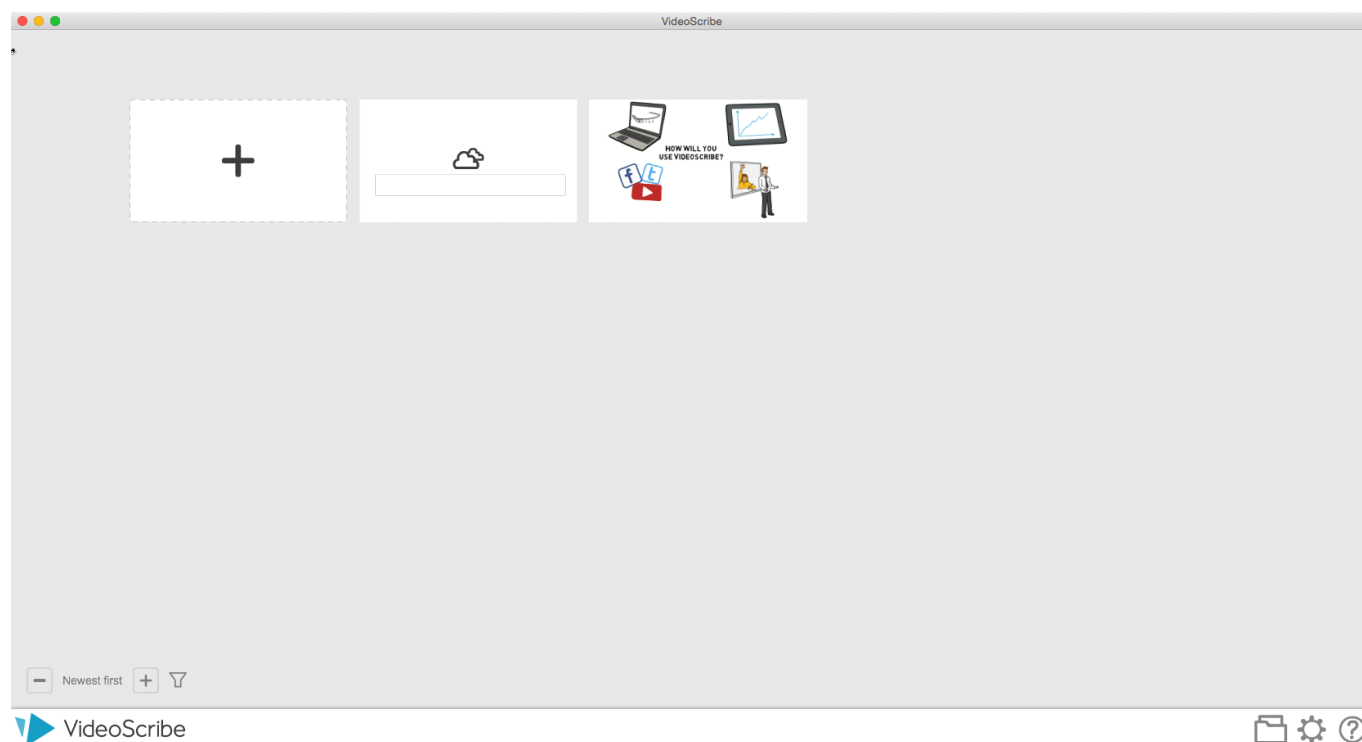 VideoScribe
HOW WILL YOU
USE VIDEOSCRIBE?
f t
Newest first
VideoScribe
?